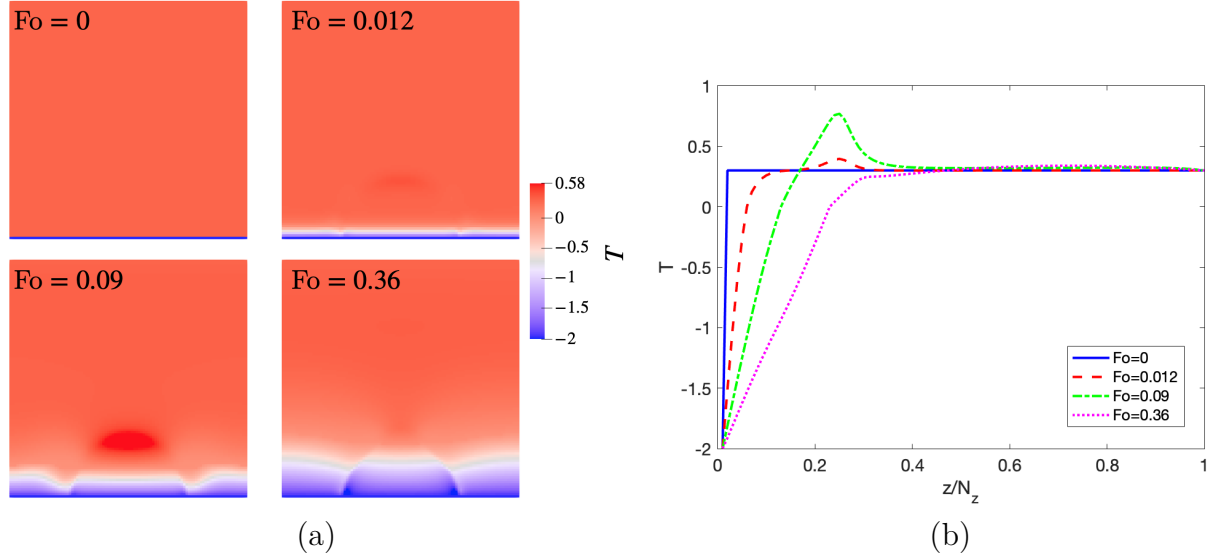 Fo = 0
Fo = 0.012
0.58
0
−0.5
−1
−1.5
−2
T
Fo = 0.09
Fo = 0.36
(a)
1
0.5
0
-0.5
-1
-1.5
-2
T
0
0.2
0.4
0.6
0.8
1
z/N_z
Fo=0
Fo=0.012
Fo=0.09
Fo=0.36
(b)